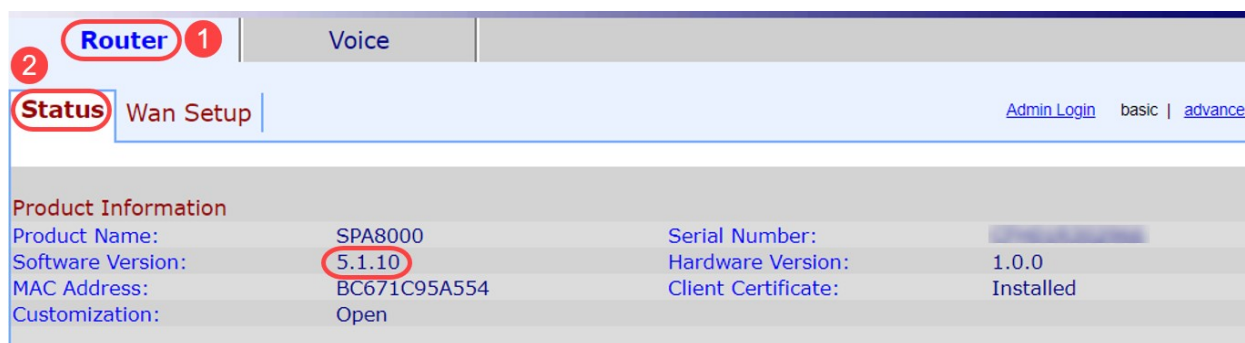 Router 1 Voice
2
Status Wan Setup Admin Login basic | advance
Product Information
Product Name: SPA8000 Serial Number:
Software Version: 5.1.10 Hardware Version: 1.0.0
MAC Address: BC671C95A554 Client Certificate: Installed
Customization: Open